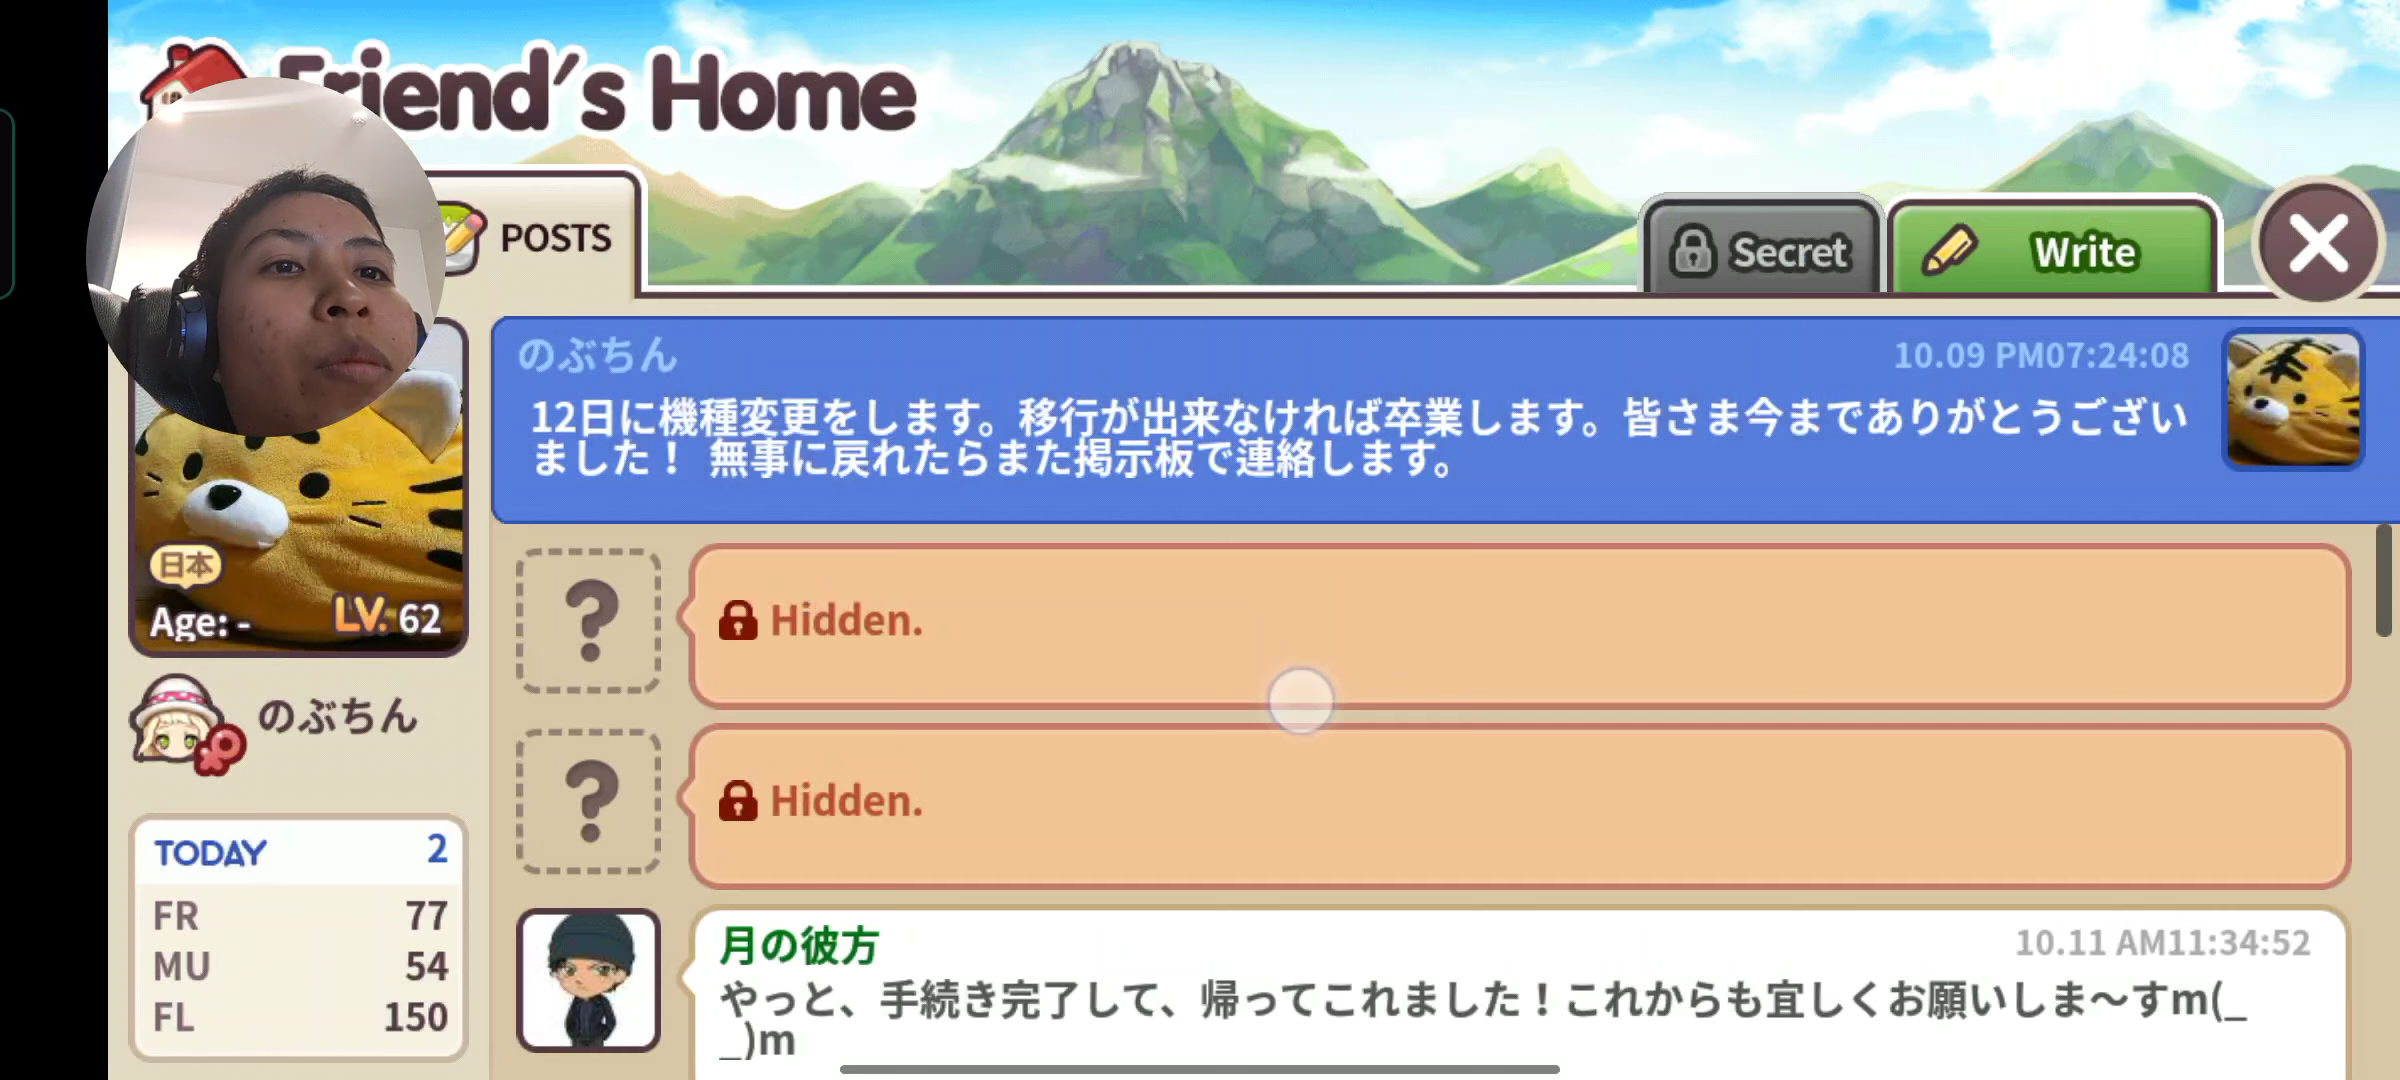 Friend's Home
POSTS
Secret
Write
のぶちん
10.09 PM07:24:08
12日に機種変更をします。移行が出来なければ卒業します。皆さま今までありがとうござい
ました！ 無事に戻れたらまた掲示板で連絡します。
日本
Age: -
LV. 62
のぶちん
TODAY 2
FR 77
MU 54
FL 150
? Hidden.
? Hidden.
月の彼方
10.11 AM11:34:52
やっと、手続き完了して、帰ってこれました！これからも宜しくお願いしま〜すm(_
_)m